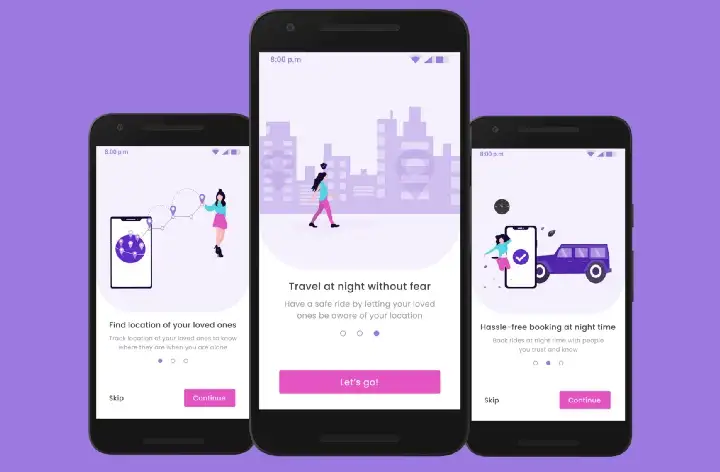 8:00 p.m
Find location of your loved ones
Track location of your loved ones to know
where they are when you are alone
Skip
Continue
8:00 p.m
Travel at night without fear
Have a safe ride by letting your loved
ones be aware of your location
Let's go!
8:00 p.m
Hassle-free booking at night time
Book rides at night time with people
you trust and know
Skip
Continue